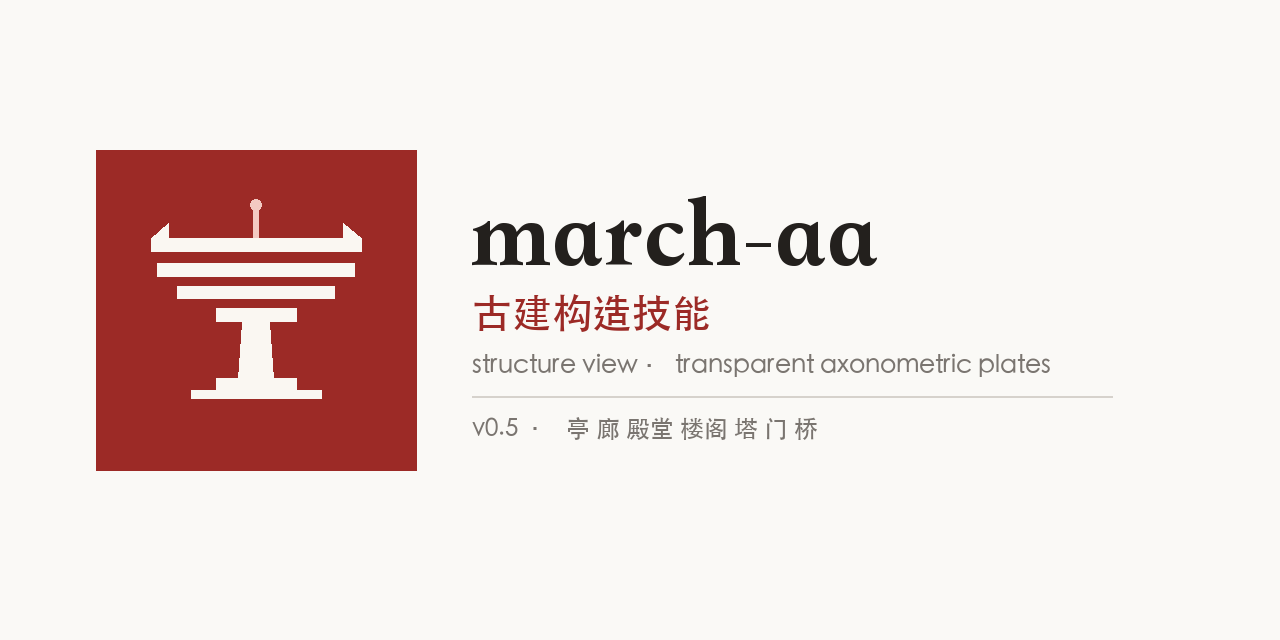 march-aa
古建构造技能
structure view · transparent axonometric plates
v0.5 · 亭 廊 殿堂 楼阁 塔 门 桥